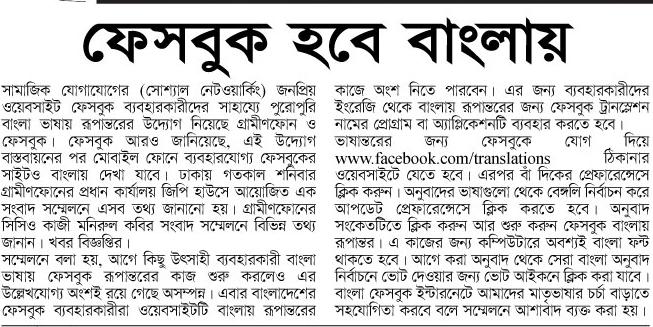 ফেসবুক হবে বাংলায়
সামাজিক যোগাযোগের (সোশ্যাল নেটওয়ার্কিং) জনপ্রিয়
ওয়েবসাইট ফেসবুক ব্যবহারকারীদের সাহায্যে পুরোপুরি
বাংলা ভাষায় রূপান্তরের উদ্যোগ নিয়েছে গ্রামীণফোন ও
ফেসবুক। ফেসবুক আরও জানিয়েছে, এই উদ্যোগ
বাস্তবায়নের পর মোবাইল ফোনে ব্যবহারযোগ্য ফেসবুকের
সাইটও বাংলায় দেখা যাবে। ঢাকায় গতকাল শনিবার
গ্রামীণফোনের প্রধান কার্যালয় জিপি হাউসে আয়োজিত এক
সংবাদ সম্মেলনে এসব তথ্য জানানো হয়। গ্রামীণফোনের
সিসিও কাজী মনিরুল কবির সংবাদ সম্মেলনে বিভিন্ন তথ্য
জানান। খবর বিজ্ঞপ্তির।
সম্মেলনে বলা হয়, আগে কিছু উৎসাহী ব্যবহারকারী বাংলা
ভাষায় ফেসবুক রূপান্তরের কাজ শুরু করলেও এর
উল্লেখযোগ্য অংশই রয়ে গেছে অসম্পন্ন। এবার বাংলাদেশের
ফেসবুক ব্যবহারকারীরা ওয়েবসাইটটি বাংলায় রূপান্তরের
কাজে অংশ নিতে পারবেন। এর জন্য ব্যবহারকারীদের
ইংরেজি থেকে বাংলায় রূপান্তরের জন্য ফেসবুক ট্রানস্লেশন
নামের প্রোগ্রাম বা অ্যাপ্লিকেশনটি ব্যবহার করতে হবে।
ভাষান্তরের জন্য ফেসবুকে যোগ দিয়ে
www.facebook.com/translations ঠিকানার
ওয়েবসাইটে যেতে হবে। এরপর বাঁ দিকের প্রেফারেন্সেসে
ক্লিক করুন। অনুবাদের ভাষাগুলো থেকে বেঙ্গলি নির্বাচন করে
আপডেট প্রেফারেন্সেসে ক্লিক করতে হবে। অনুবাদ
সংকেতটিতে ক্লিক করুন আর শুরু করুন ফেসবুক বাংলায়
রূপান্তর। এ কাজের জন্য কম্পিউটারে অবশ্যই বাংলা ফন্ট
থাকতে হবে। আগে করা অনুবাদ থেকে সেরা বাংলা অনুবাদ
নির্বাচনে ভোট দেওয়ার জন্য ভোট আইকনে ক্লিক করা যাবে।
বাংলা ফেসবুক ইন্টারনেটে আমাদের মাতৃভাষার চর্চা বাড়াতে
সহযোগিতা করবে বলে সম্মেলনে আশাবাদ ব্যক্ত করা হয়।